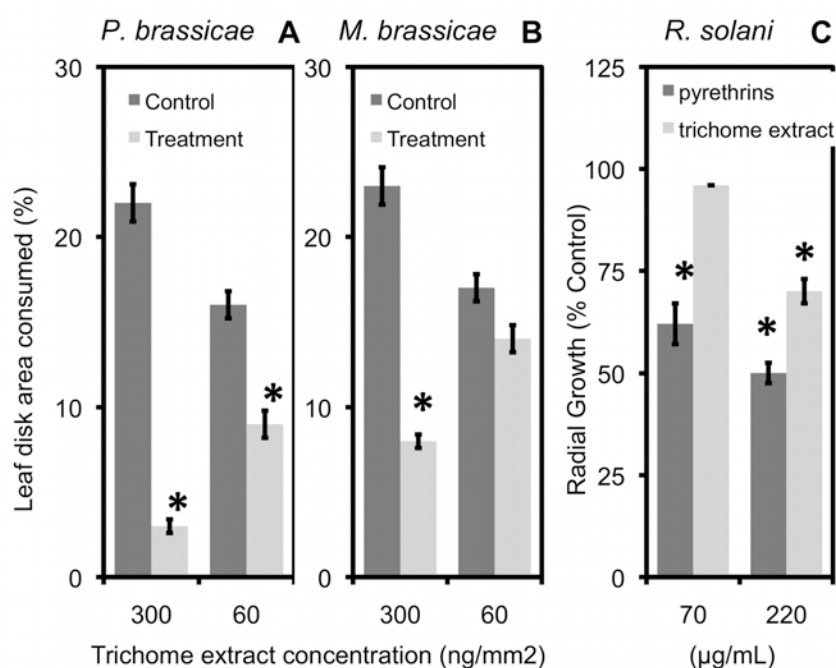 P. brassicae A
M. brassicae B
R. solani C
Leaf disk area consumed (%)
30
20
10
0
Control
Treatment
*
*
300 60
30
20
10
0
Control
Treatment
*
300 60
Trichome extract concentration (ng/mm2)
Radial Growth (% Control)
125
100
75
50
25
0
pyrethrins
trichome extract
*
*
*
70 220
(µg/mL)